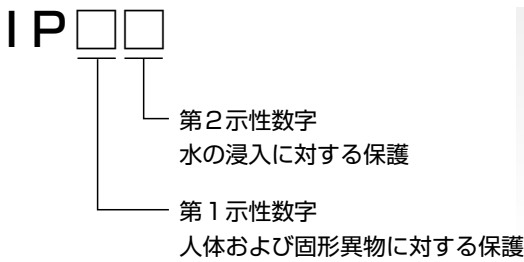 IP□□
第2示性数字
水の浸入に対する保護
第1示性数字
人体および固形異物に対する保護